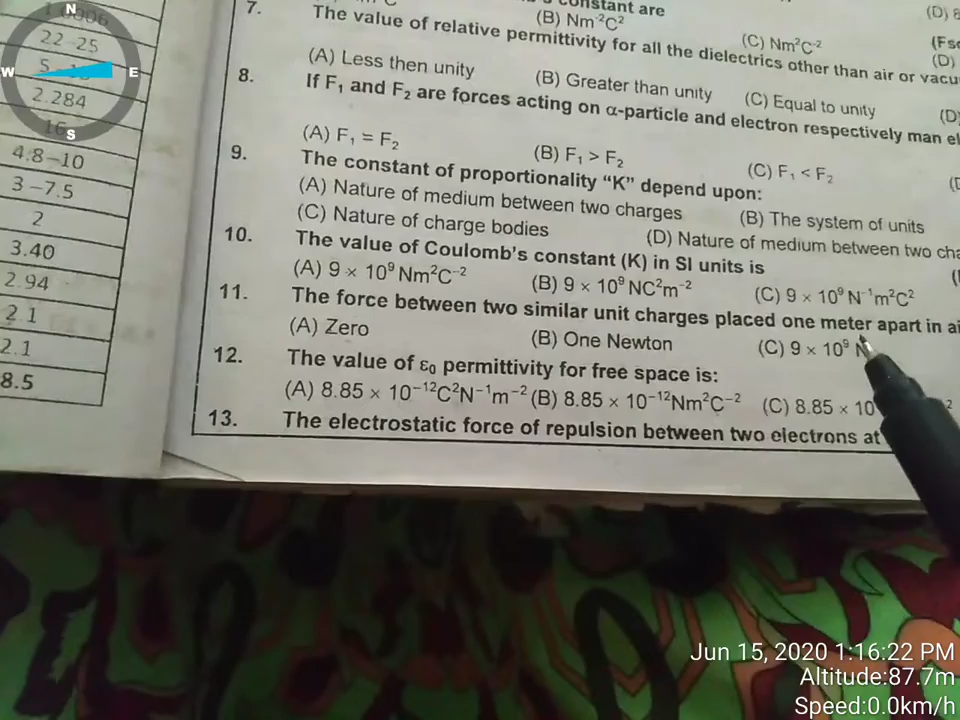 1.0006
22-25
2.284
16
4.8–10
3–7.5
2
3.40
2.94
2.1
2.1
8.5
N
W E
S
constant are
(B) Nm⁻²C²
(C) Nm²C⁻²
7. The value of relative permittivity for all the dielectrics other than air or vacu
(A) Less then unity (B) Greater than unity (C) Equal to unity (D)
8. If F₁ and F₂ are forces acting on α-particle and electron respectively man el
(A) F₁ = F₂ (B) F₁ > F₂ (C) F₁ < F₂
9. The constant of proportionality “K” depend upon:
(A) Nature of medium between two charges (B) The system of units
(C) Nature of charge bodies (D) Nature of medium between two cha
10. The value of Coulomb's constant (K) in SI units is
(A) 9 × 10⁹ Nm²C⁻² (B) 9 × 10⁹ NC²m⁻² (C) 9 × 10⁹ N⁻¹m²C²
11. The force between two similar unit charges placed one meter apart in ai
(A) Zero (B) One Newton (C) 9 × 10⁹ N
12. The value of ε₀ permittivity for free space is:
(A) 8.85 × 10⁻¹²C²N⁻¹m⁻² (B) 8.85 × 10⁻¹²Nm²C⁻² (C) 8.85 × 10
13. The electrostatic force of repulsion between two electrons at
Jun 15, 2020 1:16:22 PM
Altitude:87.7m
Speed:0.0km/h